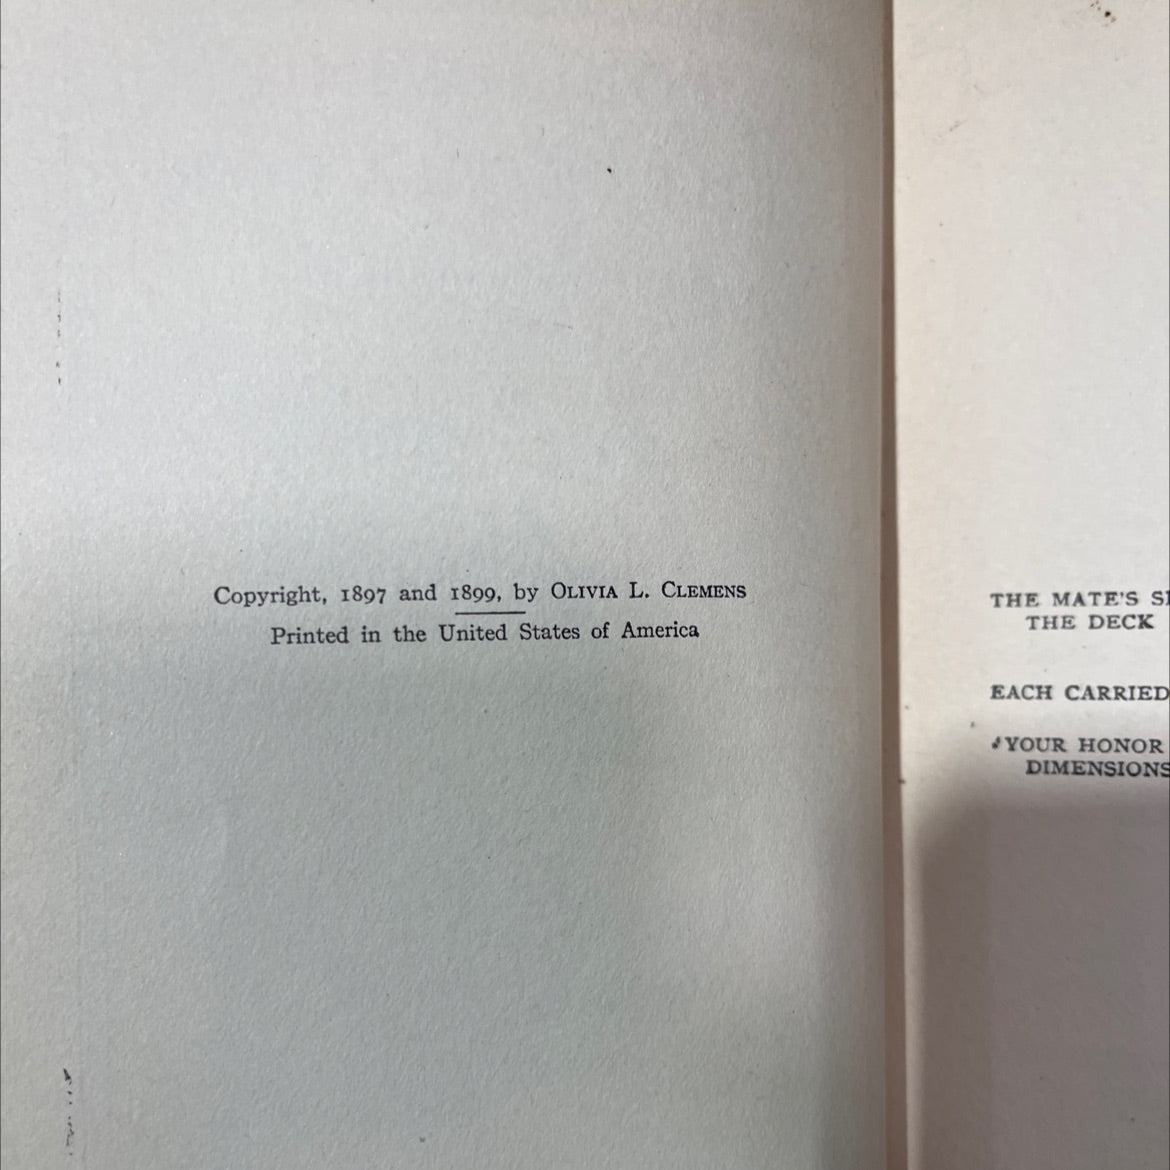 Copyright, 1897 and 1899, by OLIVIA L. CLEMENS
Printed in the United States of America
THE MATE'S
THE DECK
EACH CARRIED
"YOUR HONOR
DIMENSIONS